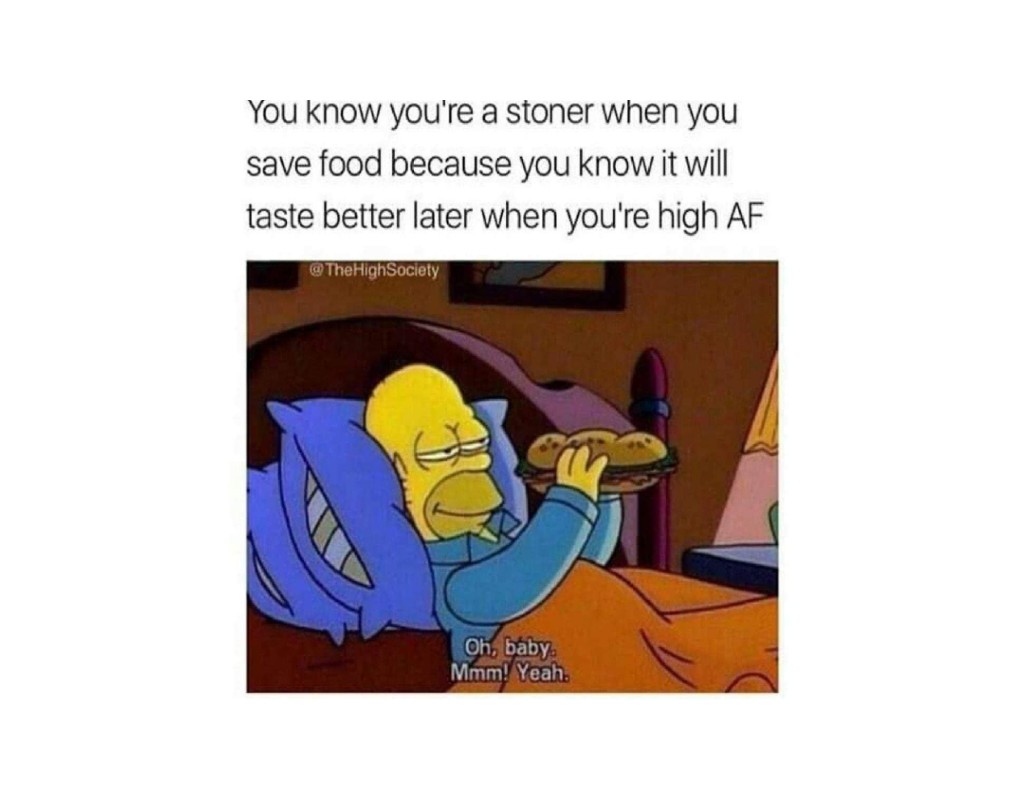 You know you're a stoner when you
save food because you know it will
taste better later when you're high AF
@TheHighSociety
Oh, baby.
Mmm! Yeah.